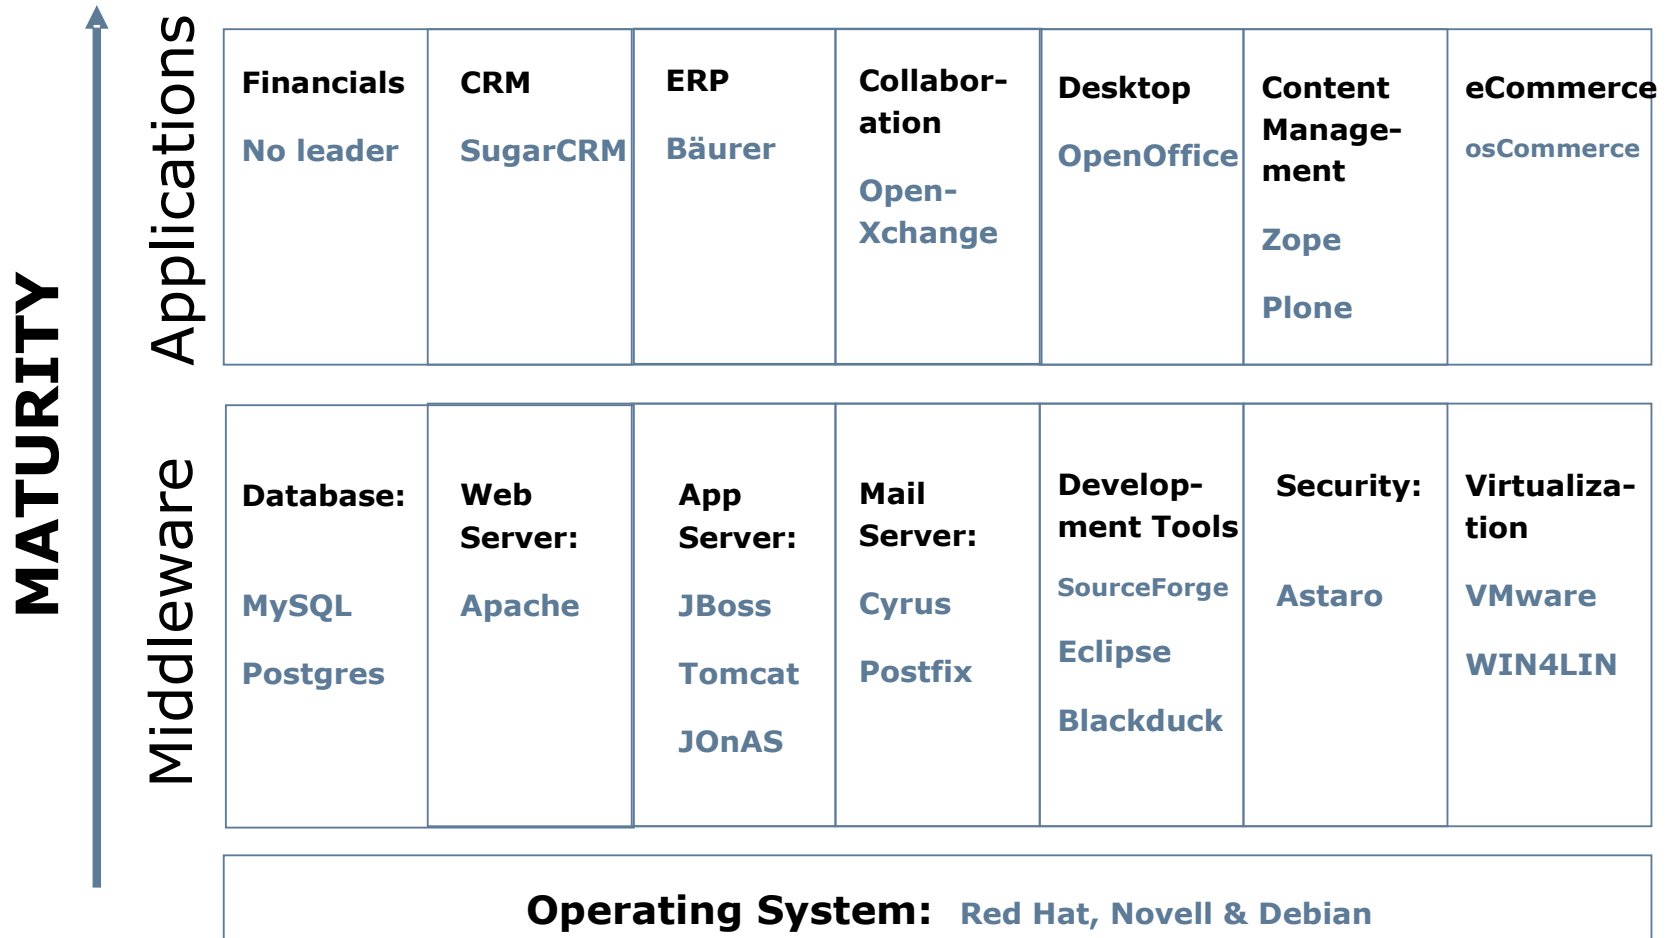 MATURITY
Applications
Financials
No leader
CRM
SugarCRM
ERP
Bäurer
Collabor-
ation
Open-
Xchange
Desktop
OpenOffice
Content
Manage-
ment
Zope
Plone
eCommerce
osCommerce
Middleware
Database:
MySQL
Postgres
Web
Server:
Apache
App
Server:
JBoss
Tomcat
JOnAS
Mail
Server:
Cyrus
Postfix
Develop-
ment Tools
SourceForge
Eclipse
Blackduck
Security:
Astaro
Virtualiza-
tion
VMware
WIN4LIN
Operating System: Red Hat, Novell & Debian